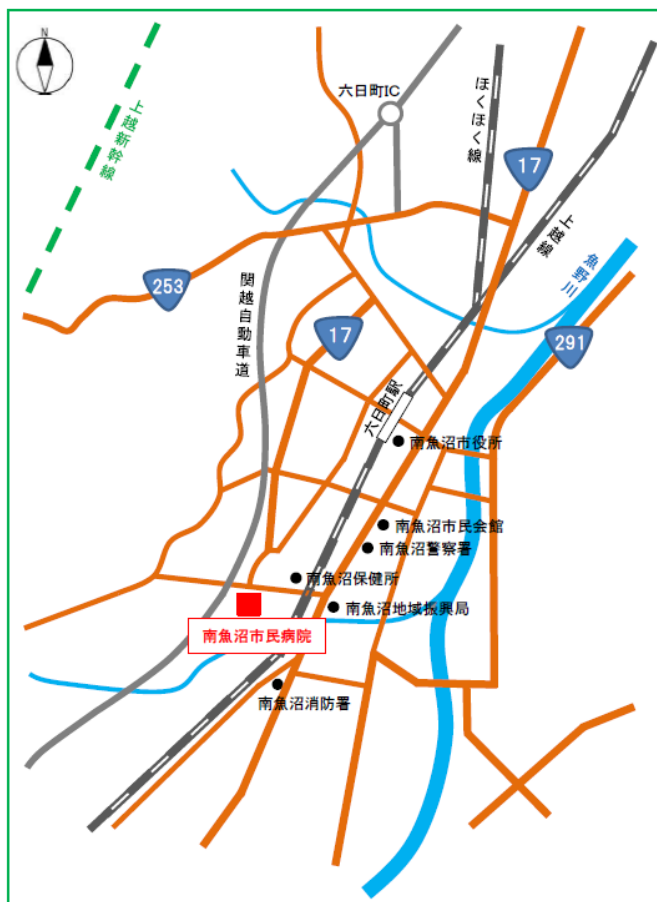 N
六日町IC
ほくほく線
上越新幹線
17
上越線
魚野川
253
関越自動車道
17
291
六日町駅
南魚沼市役所
南魚沼市民会館
南魚沼警察署
南魚沼保健所
南魚沼地域振興局
南魚沼市民病院
南魚沼消防署